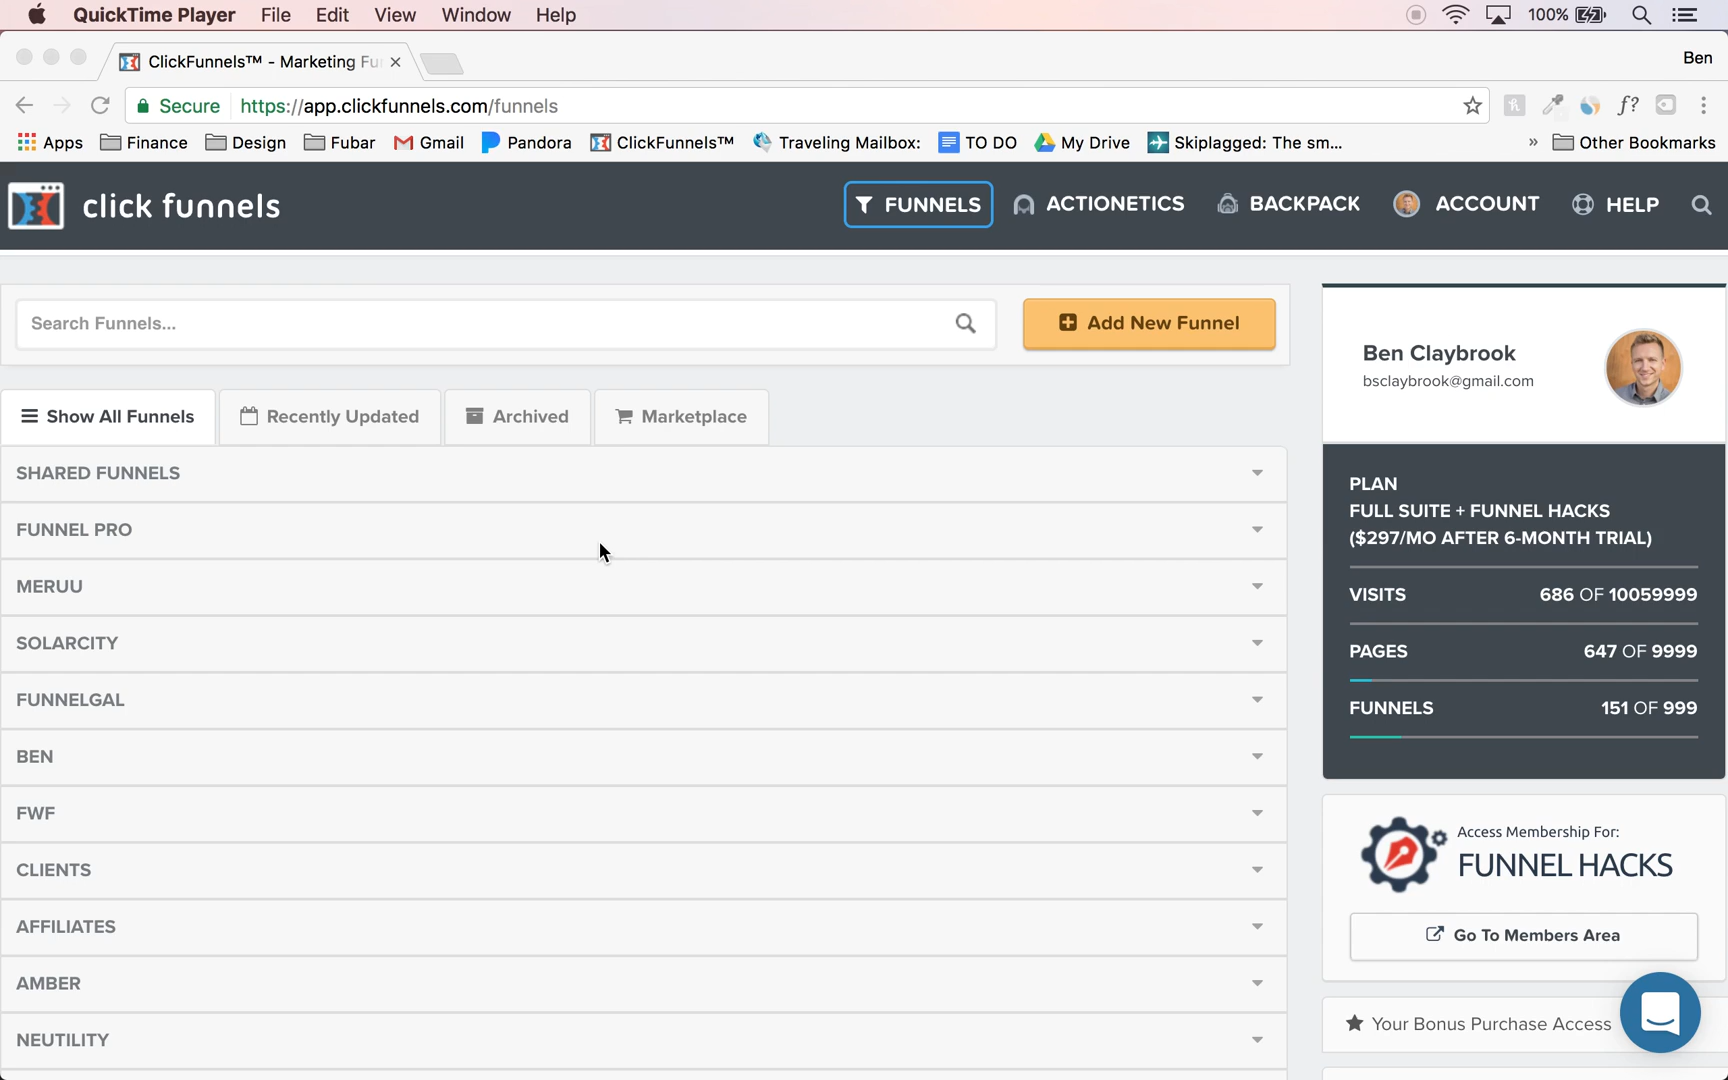 QuickTime Player File Edit View Window Help 100%
ClickFunnels™ - Marketing Fu Ben
Secure https://app.clickfunnels.com/funnels f?
Apps Finance Design Fubar Gmail Pandora ClickFunnels™ Traveling Mailbox: TO DO My Drive Skiplagged: The sm... » Other Bookmarks
click funnels FUNNELS ACTIONETICS BACKPACK ACCOUNT HELP
Search Funnels... Add New Funnel
Show All Funnels Recently Updated Archived Marketplace
SHARED FUNNELS
FUNNEL PRO
MERUU
SOLARCITY
FUNNELGAL
BEN
FWF
CLIENTS
AFFILIATES
AMBER
NEUTILITY
Ben Claybrook
bsclaybrook@gmail.com
PLAN
FULL SUITE + FUNNEL HACKS
($297/MO AFTER 6-MONTH TRIAL)
VISITS 686 OF 10059999
PAGES 647 OF 9999
FUNNELS 151 OF 999
Access Membership For:
FUNNEL HACKS
Go To Members Area
Your Bonus Purchase Access